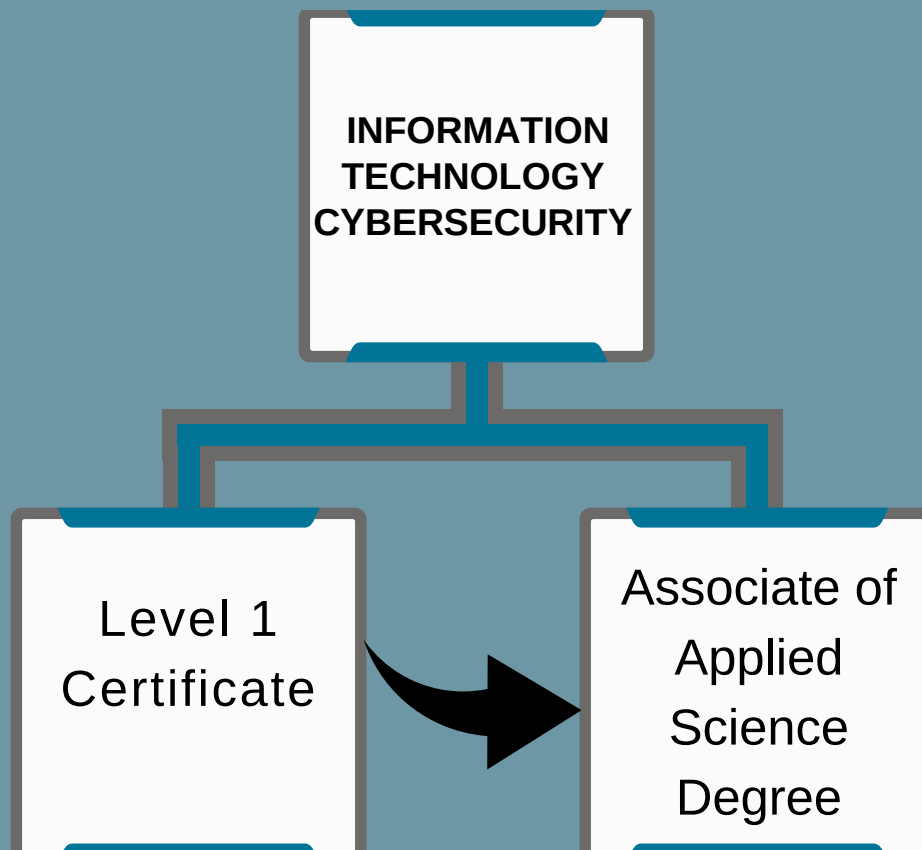 INFORMATION
TECHNOLOGY
CYBERSECURITY
Level 1
Certificate
Associate of
Applied
Science
Degree